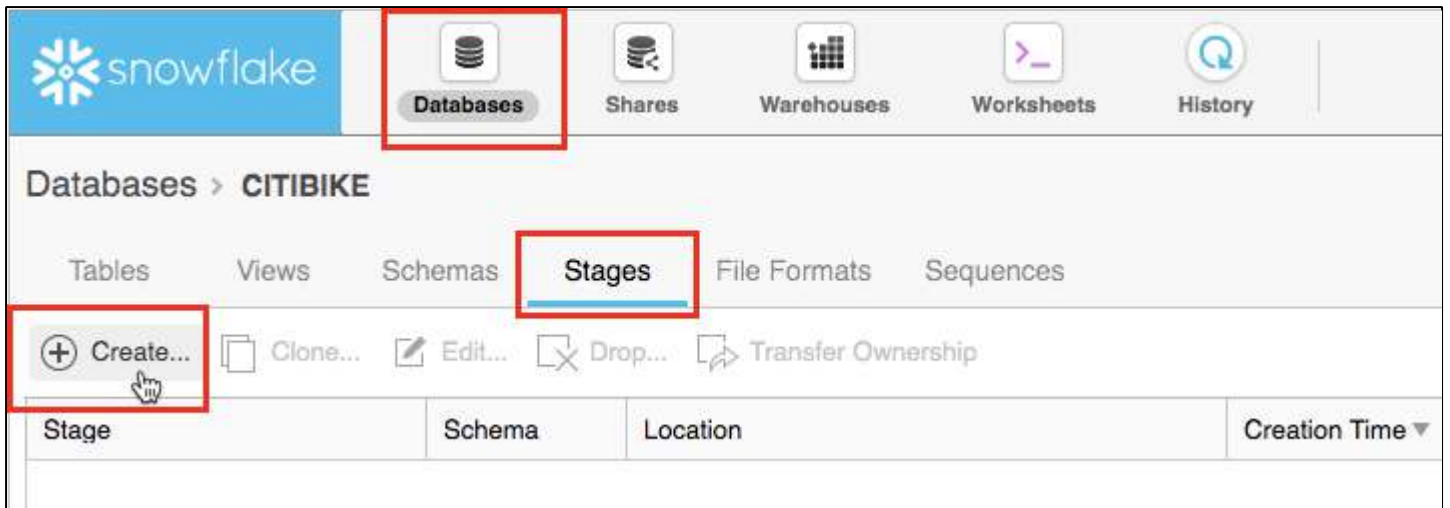 snowflake
Databases Shares Warehouses Worksheets History
Databases > CITIBIKE
Tables Views Schemas Stages File Formats Sequences
Create... Clone... Edit... Drop... Transfer Ownership
Stage Schema Location Creation Time